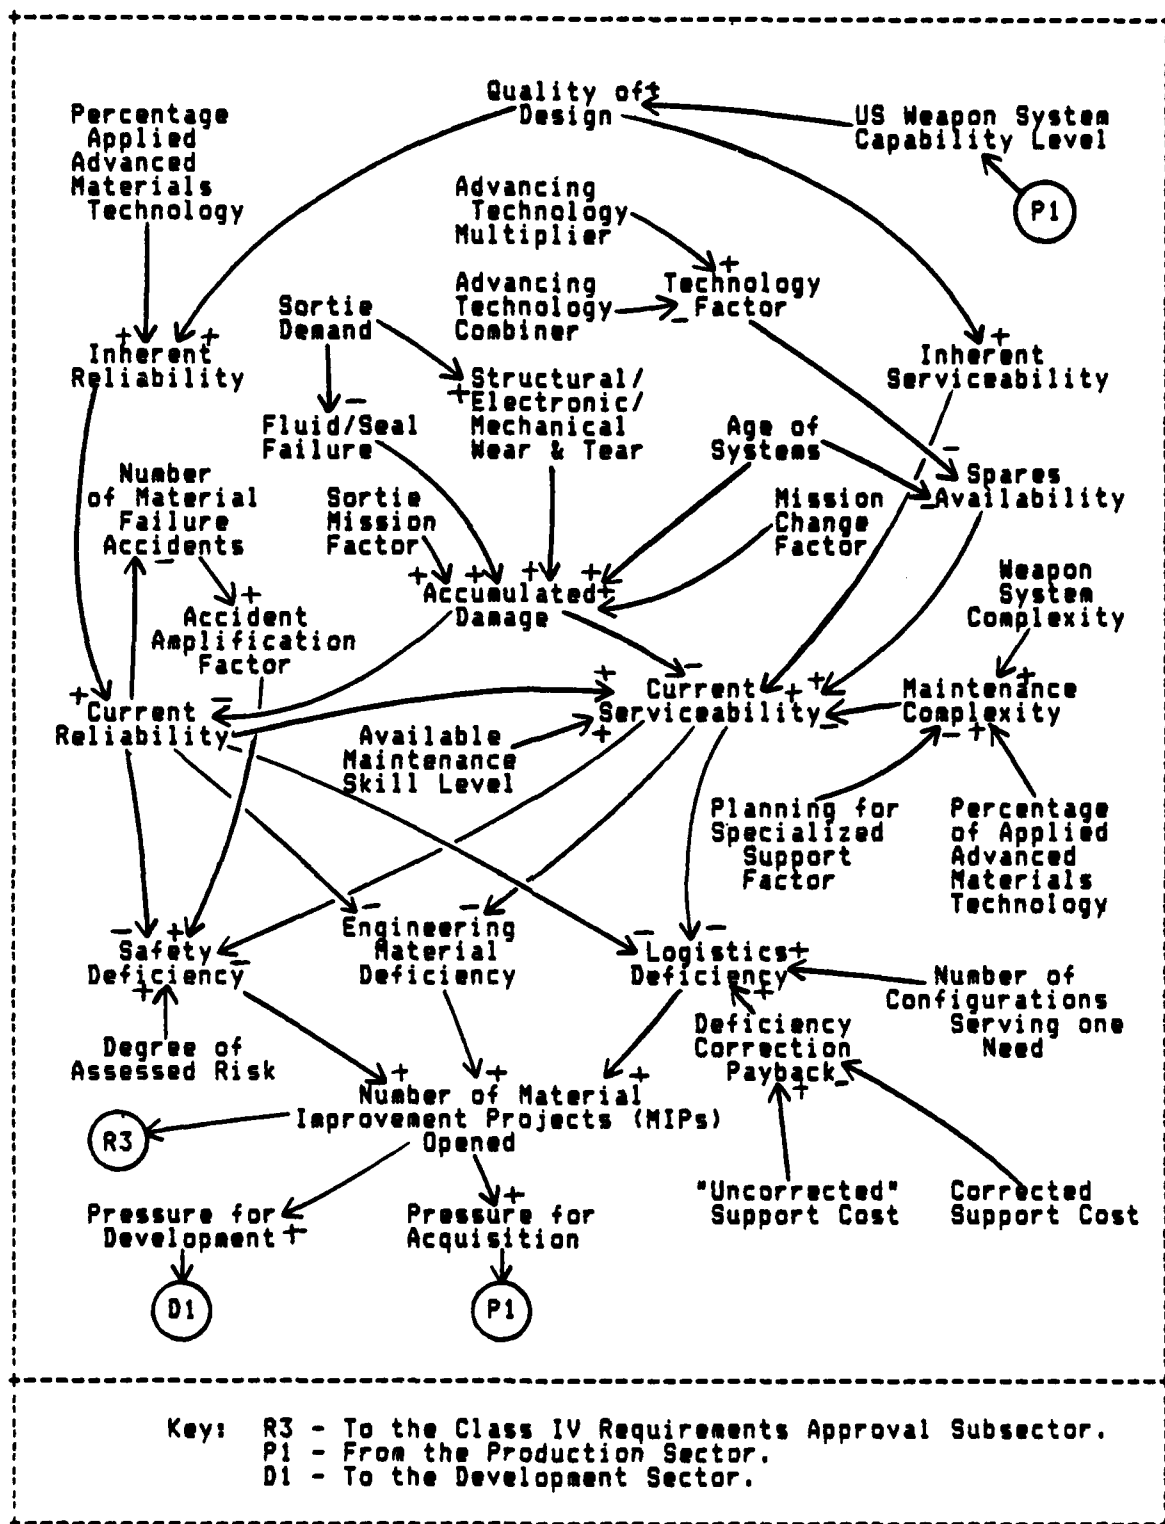 Quality of+
Design
Percentage
Applied
Advanced
Materials
Technology
US Weapon System
Capability Level
P1
Advancing
Technology
Multiplier
+
Technology
Factor
-
Advancing
Technology
Combiner
Sortie
Demand
+ +
Inherent
Reliability
+
Inherent
Serviceability
+
Structural/
Electronic/
Mechanical
Wear & Tear
-
Fluid/Seal
Failure
Age of
Systems
-
Spares
-Availability
Number
of Material
Failure
Accidents
-
Sortie
Mission
Factor
Mission
Change
Factor
Weapon
System
Complexity
+ + + +
Accumulated+
Damage
+
Accident
Amplification
Factor
+ -
Current
Reliability
-
+ - + +
Current
Serviceability
+ -
+
Maintenance
Complexity
- +
Available
Maintenance
Skill Level
Planning for
Specialized
Support
Factor
Percentage
of Applied
Advanced
Materials
Technology
- +
Safety
Deficiency-
+
- -
Engineering
Material
Deficiency
- -
Logistics+
Deficiency
+
Number of
Configurations
Serving one
Need
Degree of
Assessed Risk
Deficiency
Correction
Payback-
+
+ + +
Number of Material
Improvement Projects (MIPs)
Opened
R3
"Uncorrected"
Support Cost
Corrected
Support Cost
Pressure for
Development +
+
Pressure for
Acquisition
D1
P1
Key: R3 - To the Class IV Requirements Approval Subsector.
P1 - From the Production Sector.
D1 - To the Development Sector.